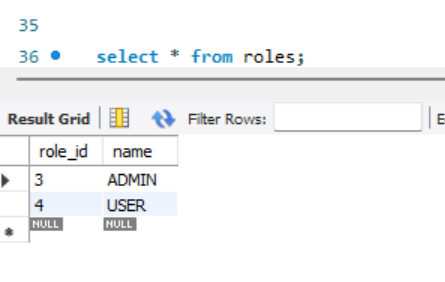 35
36 select * from roles;
Result Grid Filter Rows: E
role_id name
3 ADMIN
4 USER
NULL NULL